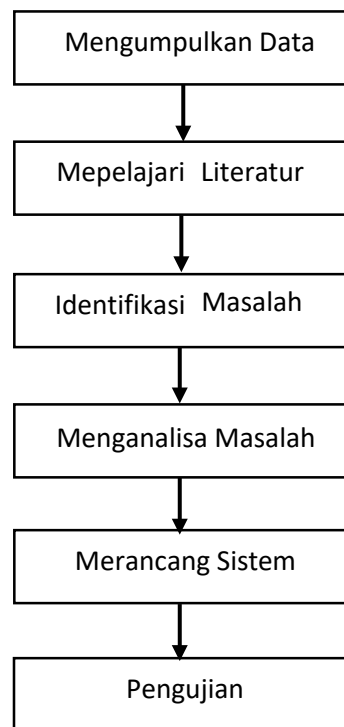 Mengumpulkan Data
Mepelajari Literatur
Identifikasi Masalah
Menganalisa Masalah
Merancang Sistem
Pengujian